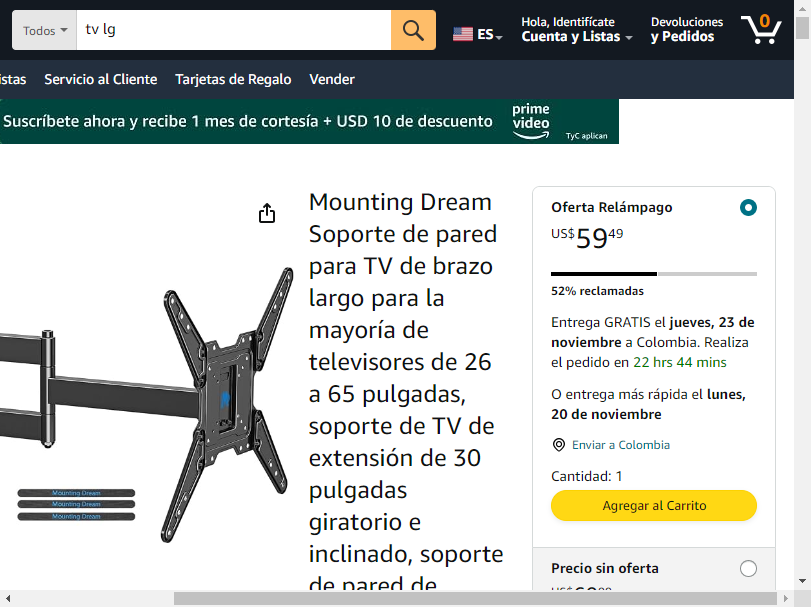 Todos
tv lg
ES
Hola, Identifícate
Cuenta y Listas
Devoluciones
y Pedidos
0
istas
Servicio al Cliente
Tarjetas de Regalo
Vender
Suscríbete ahora y recibe 1 mes de cortesía + USD 10 de descuento
prime
video
TyC aplican
Mounting Dream
Soporte de pared
para TV de brazo
largo para la
mayoría de
televisores de 26
a 65 pulgadas,
soporte de TV de
extensión de 30
pulgadas
giratorio e
inclinado, soporte
de pared de
Mounting Dream
Mounting Dream
Mounting Dream
Oferta Relámpago
US$59 49
52% reclamadas
Entrega GRATIS el jueves, 23 de
noviembre a Colombia. Realiza
el pedido en 22 hrs 44 mins
O entrega más rápida el lunes,
20 de noviembre
Enviar a Colombia
Cantidad: 1
Agregar al Carrito
Precio sin oferta